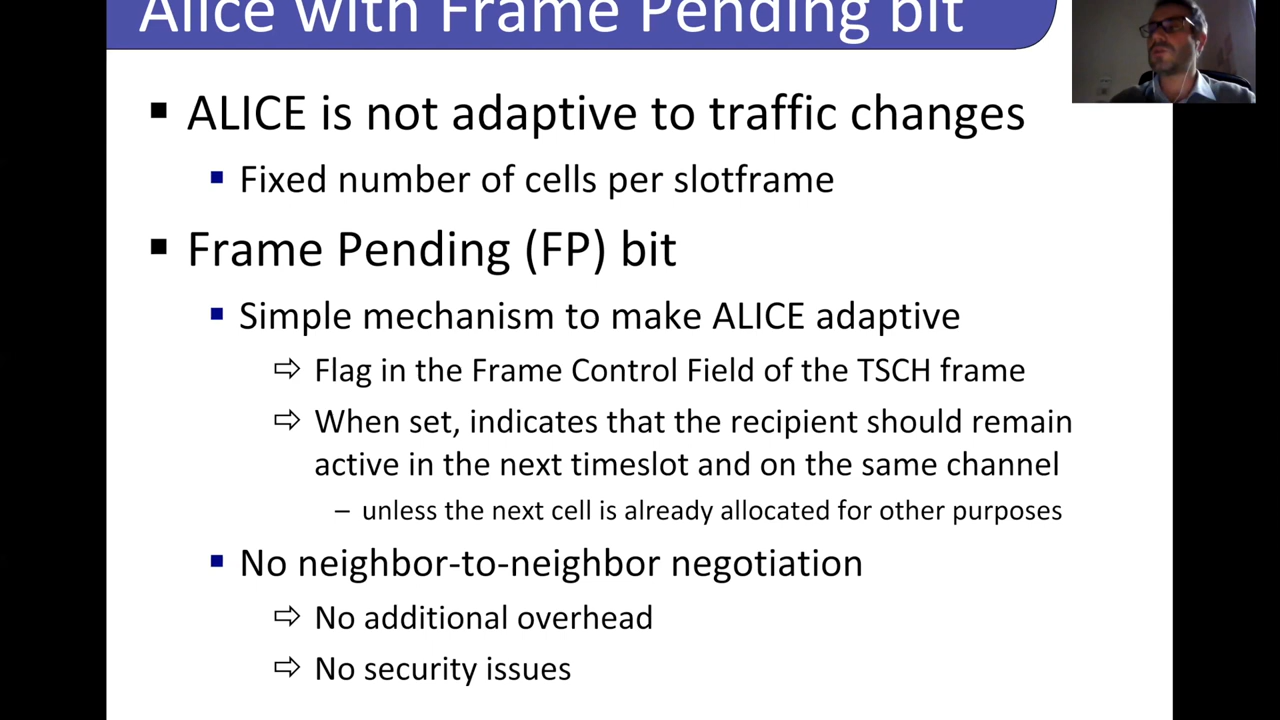 Alice with Frame Pending bit
▪ ALICE is not adaptive to traffic changes
▪ Fixed number of cells per slotframe
▪ Frame Pending (FP) bit
▪ Simple mechanism to make ALICE adaptive
⇨ Flag in the Frame Control Field of the TSCH frame
⇨ When set, indicates that the recipient should remain
active in the next timeslot and on the same channel
– unless the next cell is already allocated for other purposes
▪ No neighbor-to-neighbor negotiation
⇨ No additional overhead
⇨ No security issues